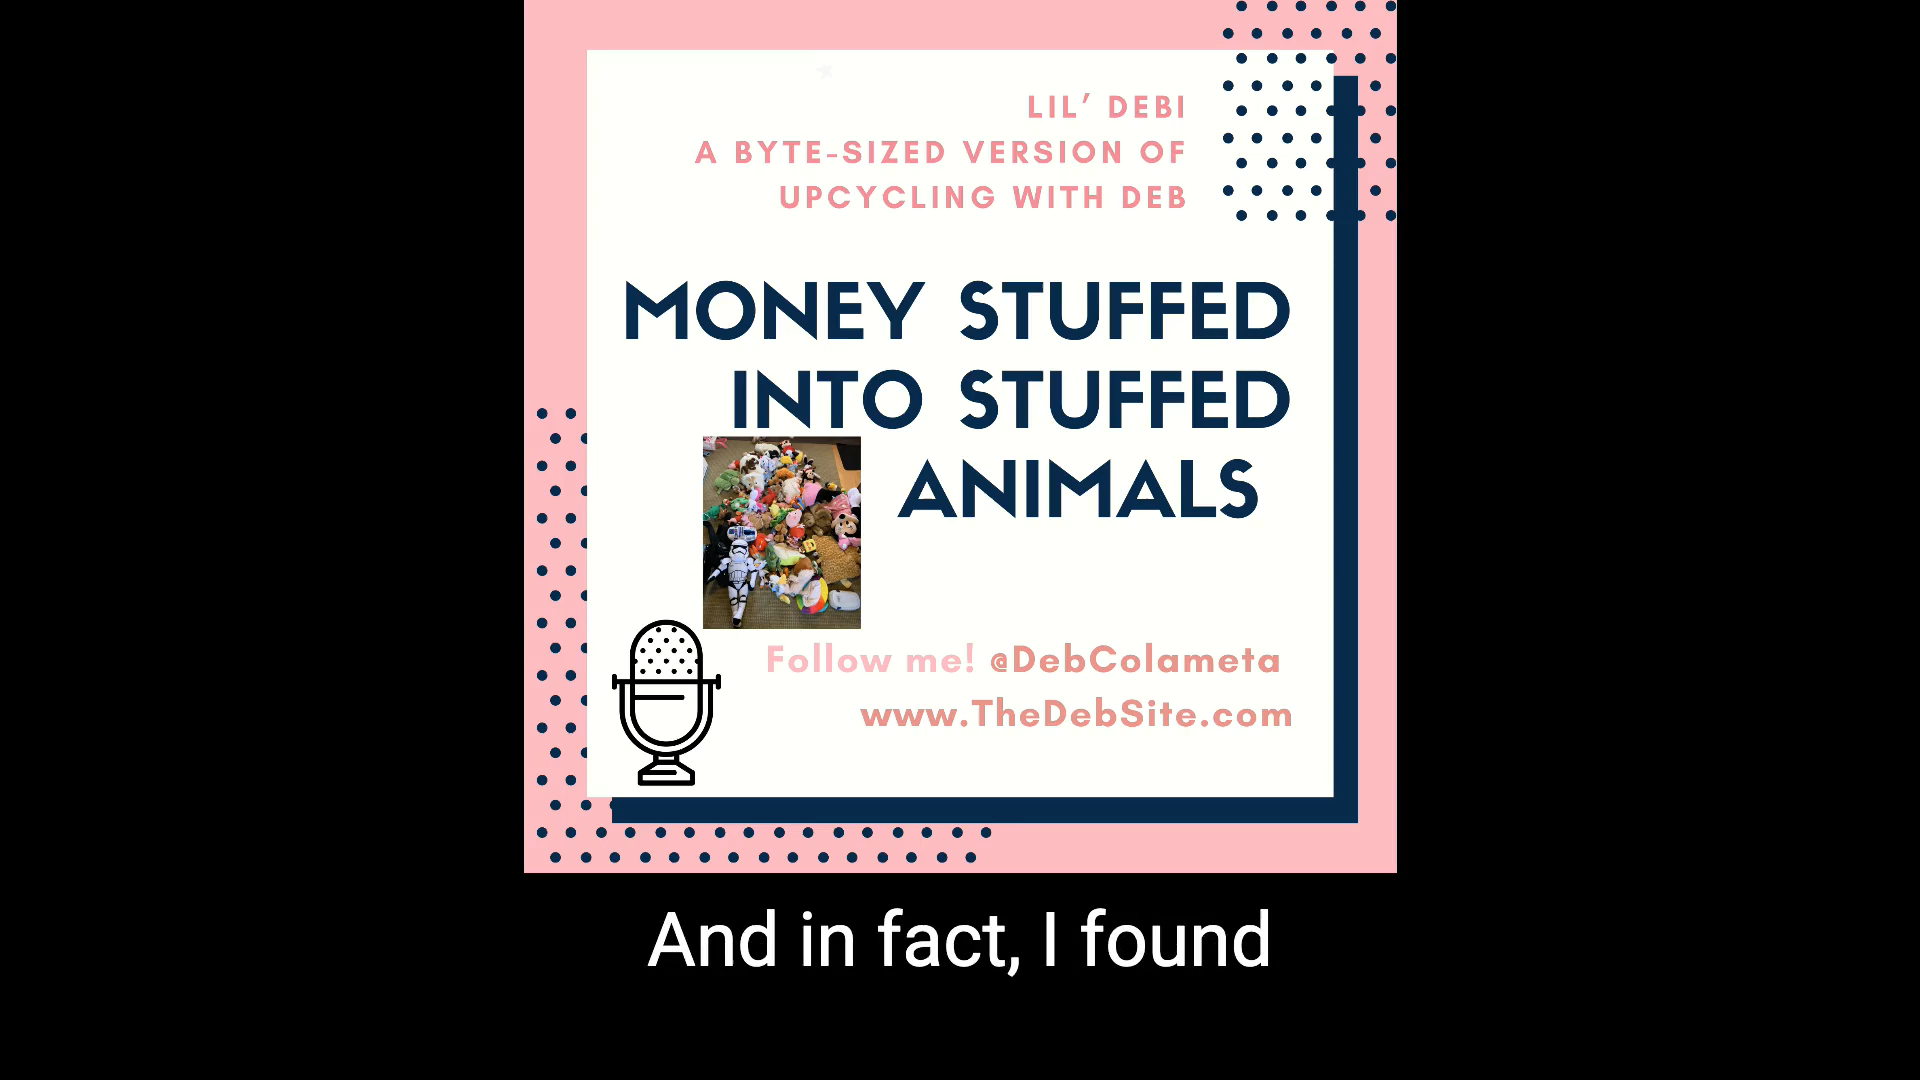 LIL’ DEBI
A BYTE-SIZED VERSION OF
UPCYCLING WITH DEB
MONEY STUFFED
INTO STUFFED
ANIMALS
Follow me! @DebColameta
www.TheDebSite.com
And in fact, I found